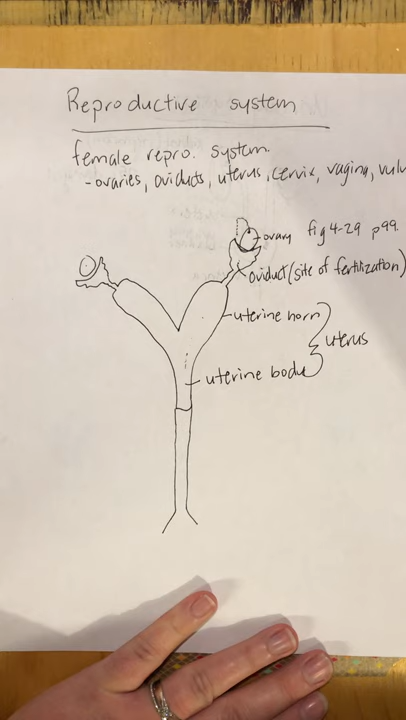 Reproductive system
female repro. system.
- ovaries, oviducts, uterus, cervix, vagina, vulv
ovary fig 4-29 p99.
oviduct (site of fertilization)
uterine horn
uterus
uterine body